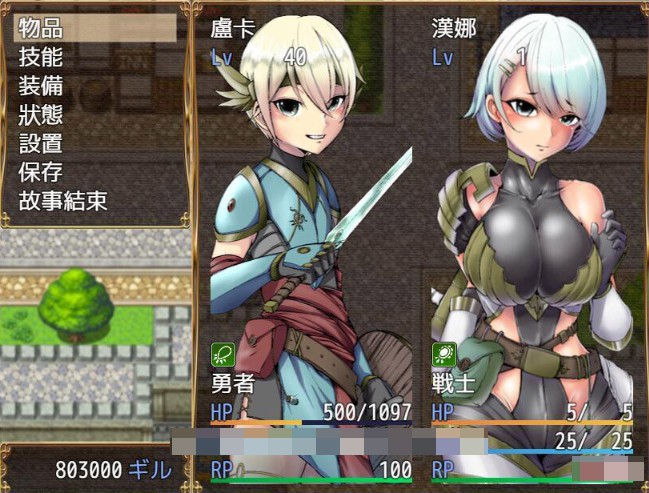 物品
技能
装備
狀態
設置
保存
故事結束
803000 ギル
盧卡
Lv 40
勇者
HP 500/1097
RP 100
漢娜
Lv 1
戦士
HP 5/ 5
25/ 25
RP
INN